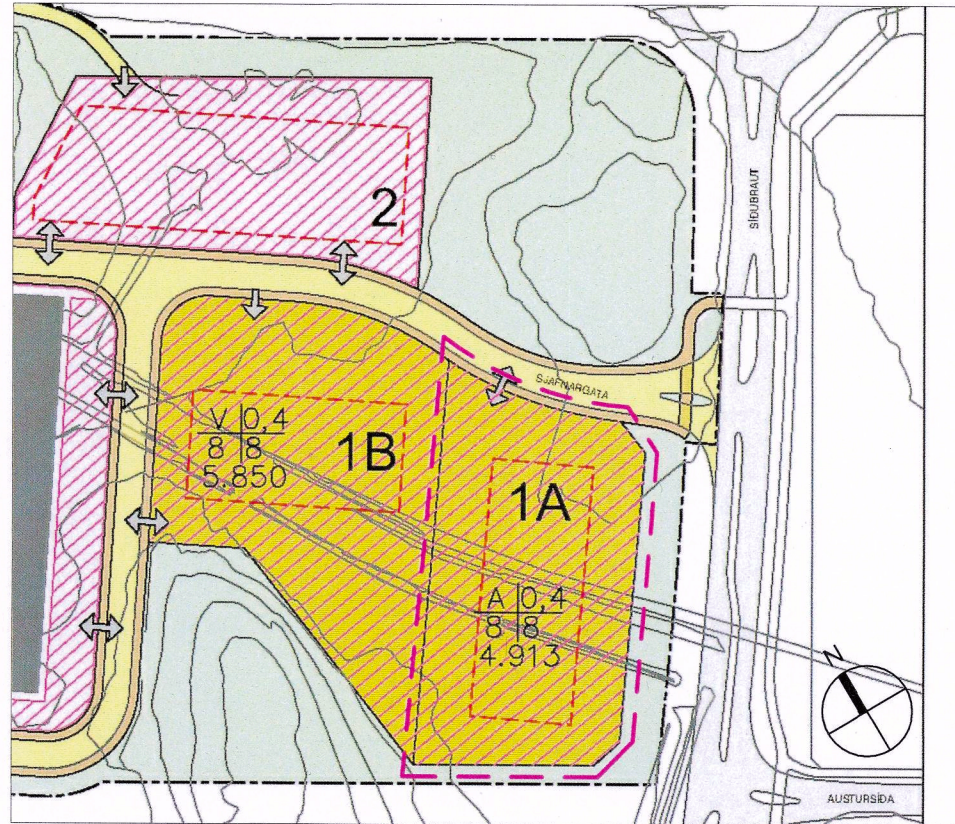 SÍÐUBRAUT
2
SJAFNARGATA
V 0,4
8 8
5.850
1B
1A
A 0,4
8 8
4.913
N
AUSTURSÍÐA